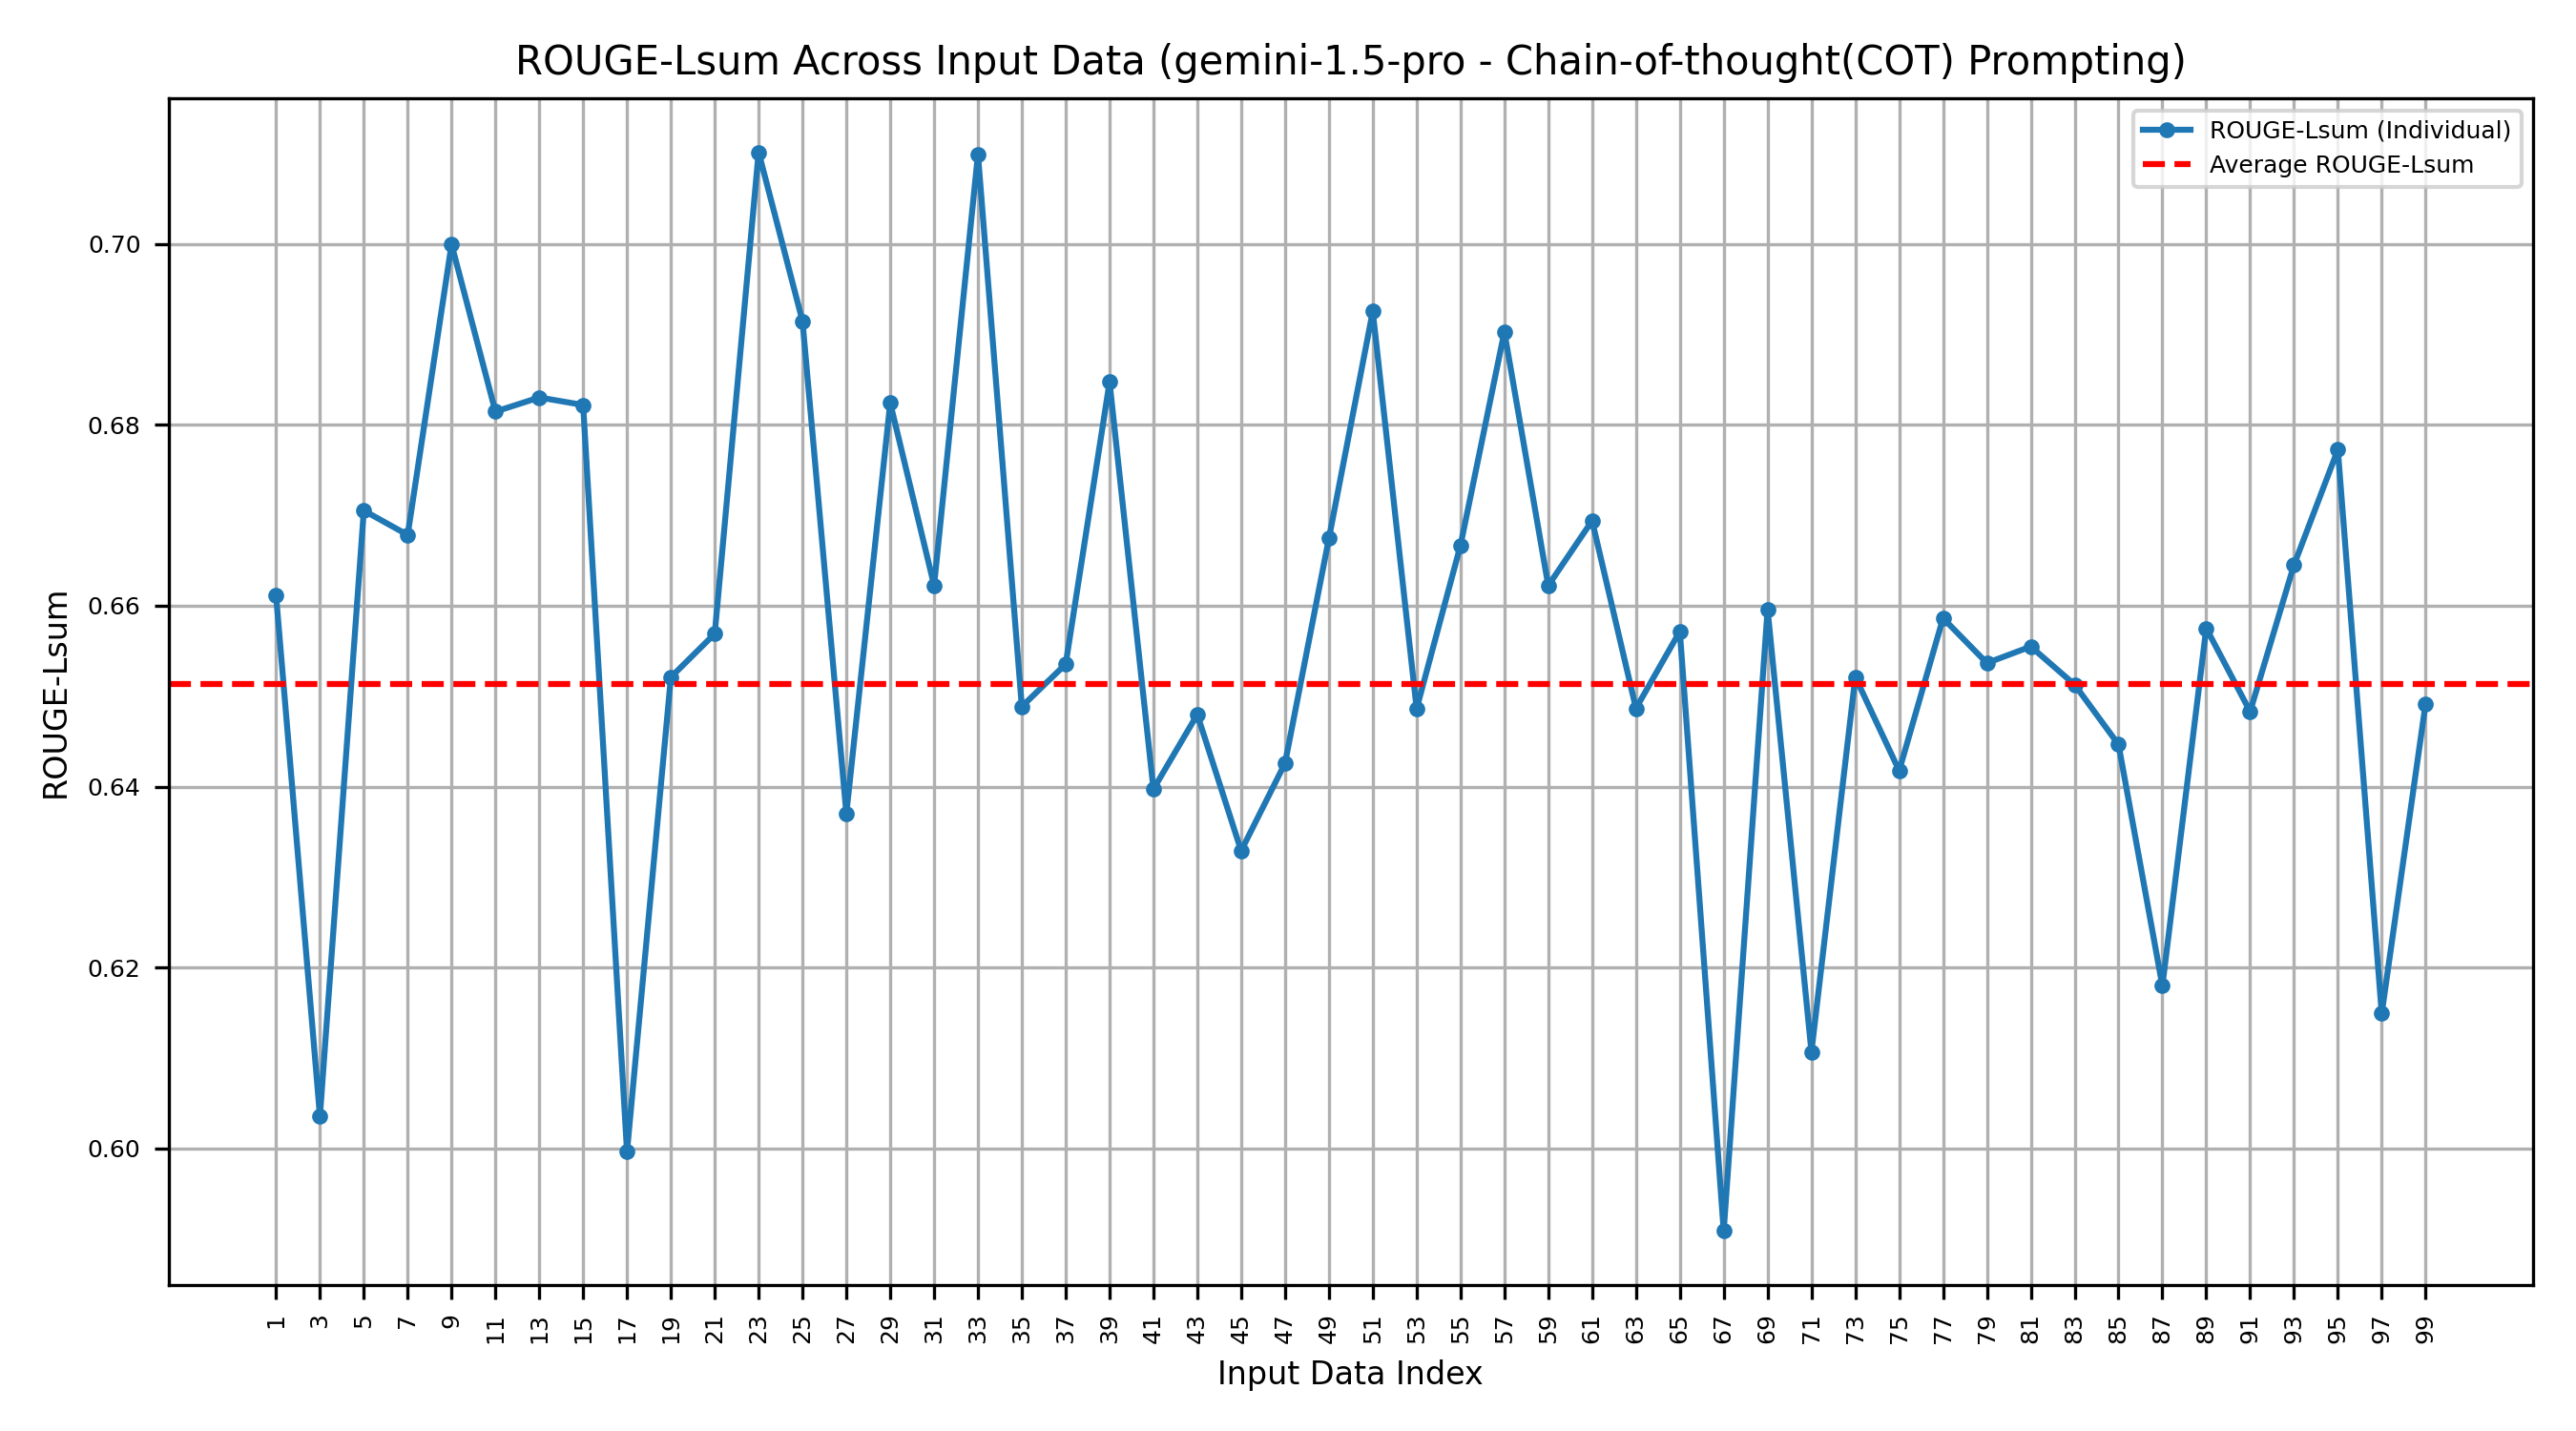 ROUGE-Lsum Across Input Data (gemini-1.5-pro - Chain-of-thought(COT) Prompting)
ROUGE-Lsum (Individual)
Average ROUGE-Lsum
0.70
0.68
0.66
0.64
0.62
0.60
ROUGE-Lsum
1 3 5 7 9 11 13 15 17 19 21 23 25 27 29 31 33 35 37 39 41 43 45 47 49 51 53 55 57 59 61 63 65 67 69 71 73 75 77 79 81 83 85 87 89 91 93 95 97 99
Input Data Index